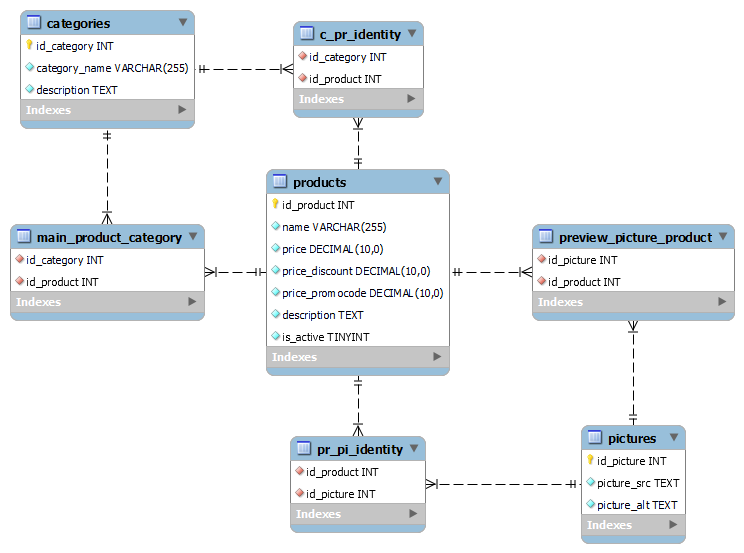 categories
id_category INT
category_name VARCHAR(255)
description TEXT
Indexes
c_pr_identity
id_category INT
id_product INT
Indexes
products
id_product INT
name VARCHAR(255)
price DECIMAL(10,0)
price_discount DECIMAL(10,0)
price_promocode DECIMAL(10,0)
description TEXT
is_active TINYINT
Indexes
main_product_category
id_category INT
id_product INT
Indexes
preview_picture_product
id_picture INT
id_product INT
Indexes
pr_pi_identity
id_product INT
id_picture INT
Indexes
pictures
id_picture INT
picture_src TEXT
picture_alt TEXT
Indexes